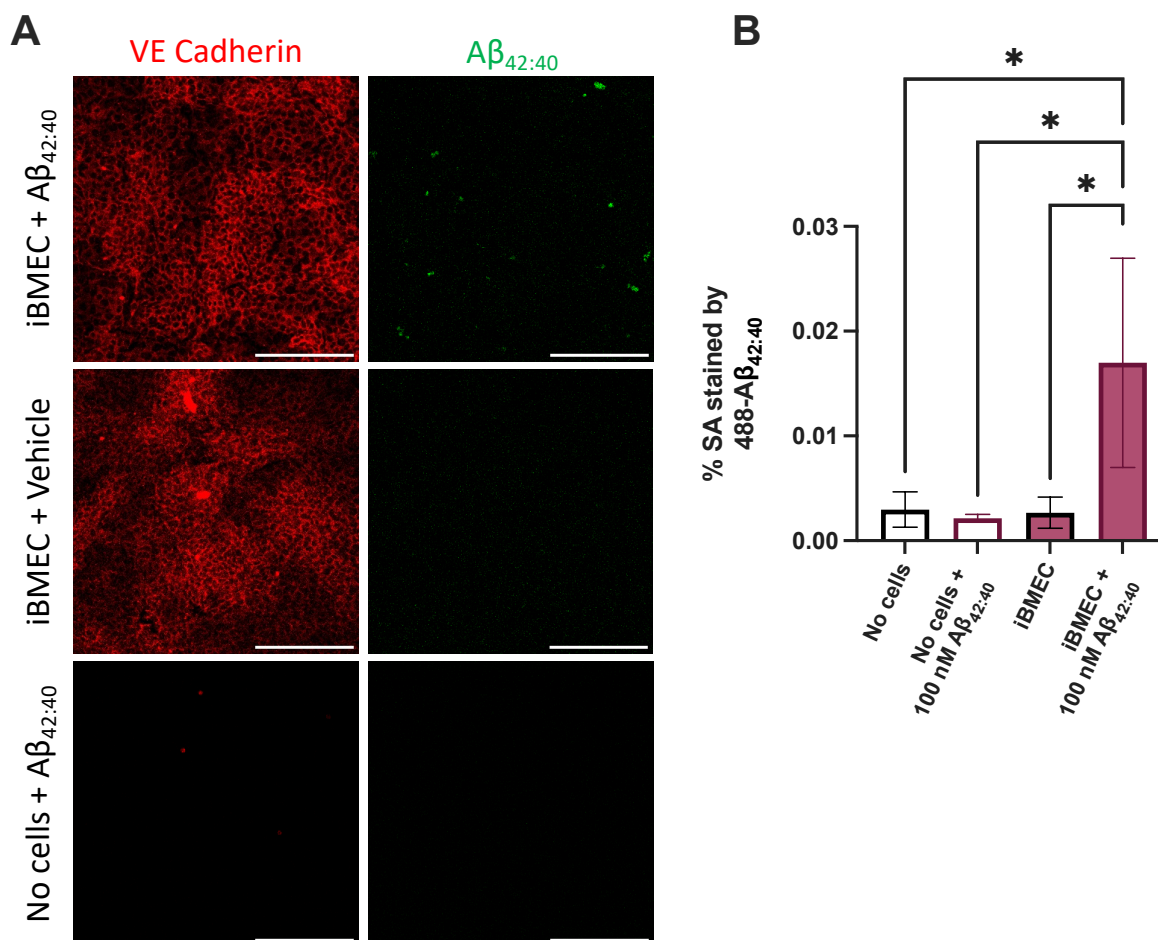 A
VE Cadherin
Aβ42:40
iBMEC + Aβ42:40
iBMEC + Vehicle
No cells + Aβ42:40
B
*
*
*
% SA stained by
488-Aβ42:40
0.03
0.02
0.01
0.00
No cells
No cells +
100 nM Aβ42:40
iBMEC
iBMEC +
100 nM Aβ42:40